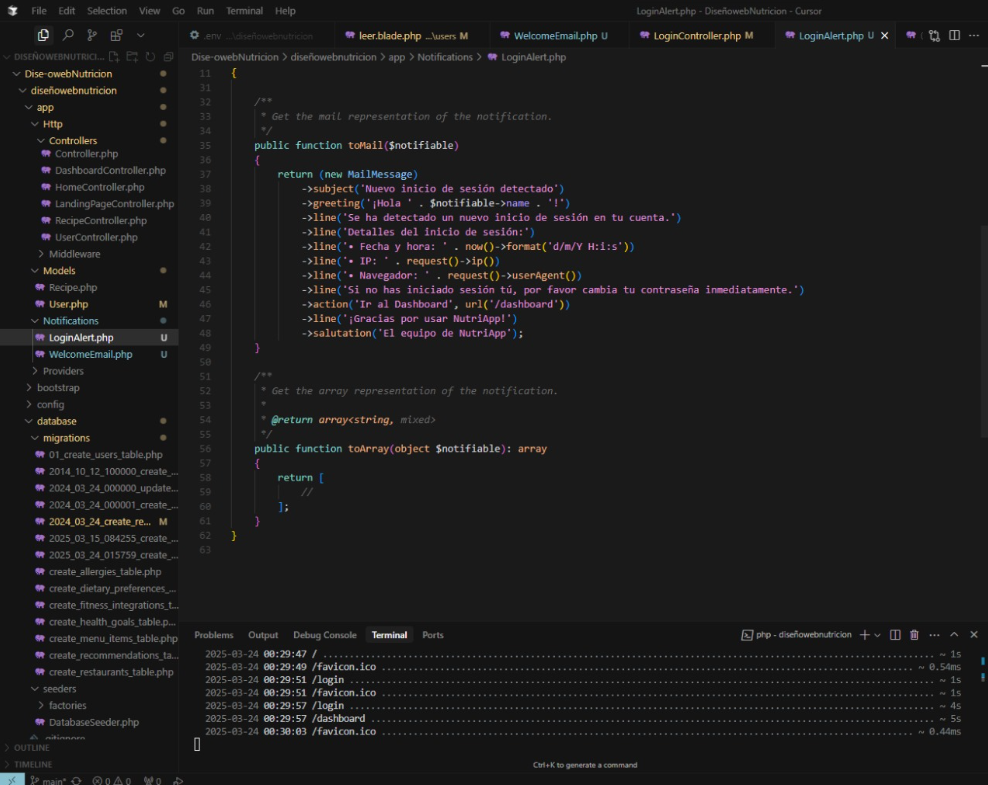 File Edit Selection View Go Run Terminal Help LoginAlert.php - DiseñowebNutricion - Cursor
.env ...\diseñowebnutricion leer.blade.php ...\users M WelcomeEmail.php U LoginController.php M LoginAlert.php U
DISEÑOWEBNUTRICI...
Dise-owebNutricion
diseñowebnutricion
app
Http
Controllers
Controller.php
DashboardController.php
HomeController.php
LandingPageController.php
RecipeController.php
UserController.php
Middleware
Models
Recipe.php
User.php M
Notifications
LoginAlert.php U
WelcomeEmail.php U
Providers
bootstrap
config
database
migrations
01_create_users_table.php
2014_10_12_100000_create_...
2024_03_24_000000_update...
2024_03_24_000001_create_...
2024_03_24_create_re... M
2025_03_15_084255_create_...
2025_03_24_015759_create_...
create_allergies_table.php
create_dietary_preferences_...
create_fitness_integrations_t...
create_health_goals_table.p...
create_menu_items_table.php
create_recommendations_ta...
create_restaurants_table.php
seeders
factories
DatabaseSeeder.php
.gitignore
OUTLINE
TIMELINE
Dise-owebNutricion > diseñowebnutricion > app > Notifications > LoginAlert.php
11 {
31
32 /**
33 * Get the mail representation of the notification.
34 */
35 public function toMail($notifiable)
36 {
37 return (new MailMessage)
38 ->subject('Nuevo inicio de sesión detectado')
39 ->greeting('¡Hola ' . $notifiable->name . '!')
40 ->line('Se ha detectado un nuevo inicio de sesión en tu cuenta.')
41 ->line('Detalles del inicio de sesión:')
42 ->line('• Fecha y hora: ' . now()->format('d/m/Y H:i:s'))
43 ->line('• IP: ' . request()->ip())
44 ->line('• Navegador: ' . request()->userAgent())
45 ->line('Si no has iniciado sesión tú, por favor cambia tu contraseña inmediatamente.')
46 ->action('Ir al Dashboard', url('/dashboard'))
47 ->line('¡Gracias por usar NutriApp!')
48 ->salutation('El equipo de NutriApp');
49 }
50
51 /**
52 * Get the array representation of the notification.
53 *
54 * @return array<string, mixed>
55 */
56 public function toArray(object $notifiable): array
57 {
58 return [
59 //
60 ];
61 }
62 }
63
Problems Output Debug Console Terminal Ports php - diseñowebnutricion
2025-03-24 00:29:47 / ........ ~ 1s
2025-03-24 00:29:49 /favicon.ico ........ ~ 0.54ms
2025-03-24 00:29:51 /login ........ ~ 1s
2025-03-24 00:29:51 /favicon.ico ........ ~ 1s
2025-03-24 00:29:57 /login ........ ~ 4s
2025-03-24 00:29:57 /dashboard ........ ~ 5s
2025-03-24 00:30:03 /favicon.ico ........ ~ 0.44ms
Ctrl+K to generate a command
main* 0 0 0